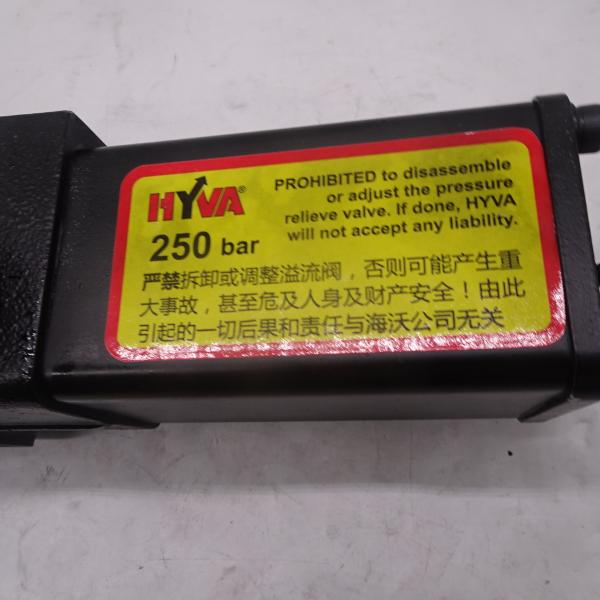 HYVA®
250 bar
PROHIBITED to disassemble
or adjust the pressure
relieve valve. If done, HYVA
will not accept any liability.
严禁拆卸或调整溢流阀，否则可能产生重
大事故，甚至危及人身及财产安全！由此
引起的一切后果和责任与海沃公司无关